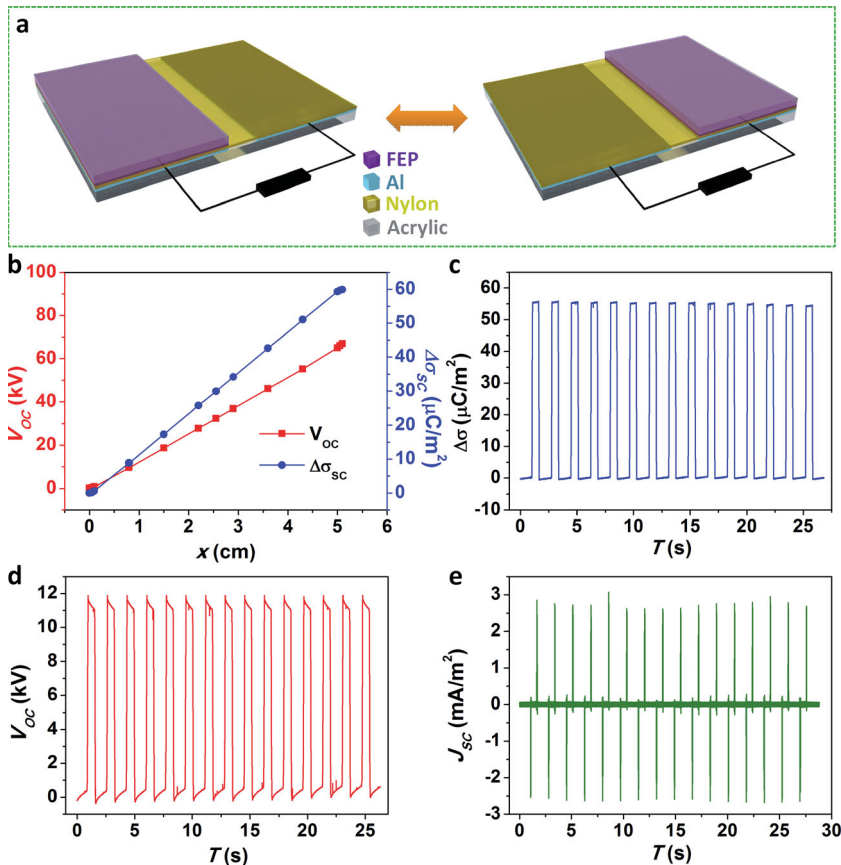 a
FEP
Al
Nylon
Acrylic
b
100
80
60
40
20
0
V_OC (kV)
60
50
40
30
20
10
0
Δσ_SC (μC/m²)
V_OC
Δσ_SC
0 1 2 3 4 5 6
x (cm)
c
60
50
40
30
20
10
0
-10
Δσ (μC/m²)
0 5 10 15 20 25
T (s)
d
12
10
8
6
4
2
0
V_OC (kV)
0 5 10 15 20 25
T (s)
e
3
2
1
0
-1
-2
-3
J_SC (mA/m²)
0 5 10 15 20 25 30
T (s)